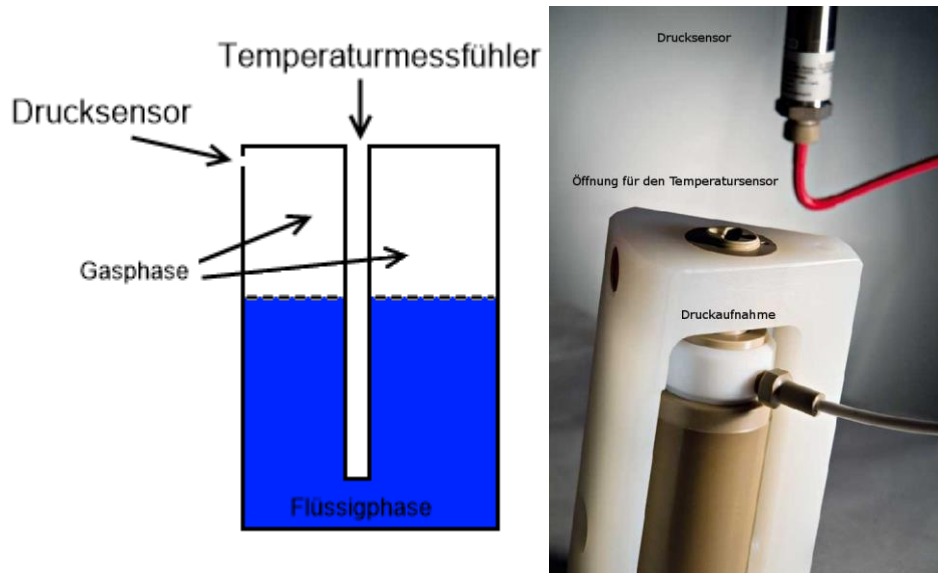 Temperaturmessfühler
Drucksensor
Gasphase
Flüssigphase
Drucksensor
Öffnung für den Temperatursensor
Druckaufnahme